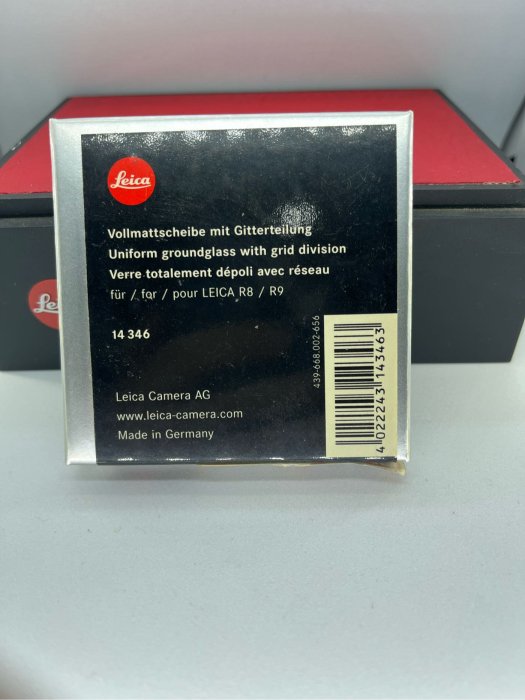 Leica
Vollmattscheibe mit Gitterteilung
Uniform groundglass with grid division
Verre totalement dépoli avec réseau
für / for / pour LEICA R8 / R9
14 346
439-668.002-656
4 022243 143463
Leica Camera AG
www.leica-camera.com
Made in Germany
Le